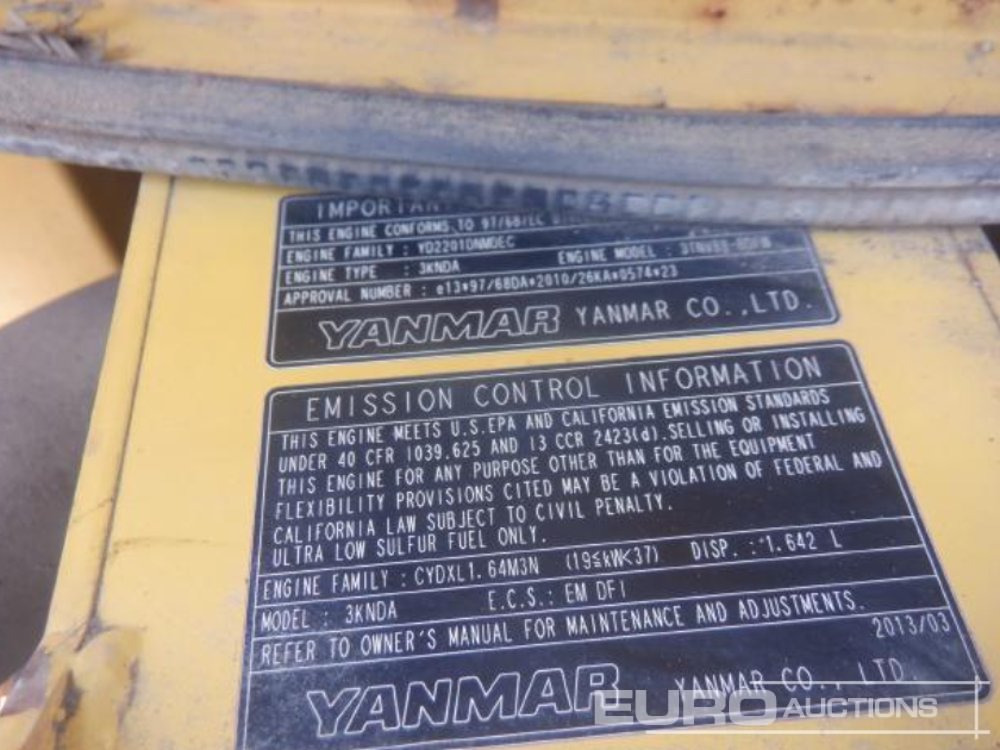 IMPORTAN
THIS ENGINE CONFORMS TO 97/68/EC
ENGINE FAMILY : YD2201DNMDEC ENGINE MODEL :
ENGINE TYPE : 3KNDA
APPROVAL NUMBER : e13*97/68DA*2010/26KA*0574*23
YANMAR YANMAR CO.,LTD.
EMISSION CONTROL INFORMATION
THIS ENGINE MEETS U.S.EPA AND CALIFORNIA EMISSION STANDARDS
UNDER 40 CFR 1039.625 AND 13 CCR 2423(d).SELLING OR INSTALLING
THIS ENGINE FOR ANY PURPOSE OTHER THAN FOR THE EQUIPMENT
FLEXIBILITY PROVISIONS CITED MAY BE A VIOLATION OF FEDERAL AND
CALIFORNIA LAW SUBJECT TO CIVIL PENALTY.
ULTRA LOW SULFUR FUEL ONLY.
ENGINE FAMILY : CYDXL1.64M3N (19≦kW<37) DISP. : 1.642 L
MODEL : 3KNDA E.C.S.: EM DFI
REFER TO OWNER'S MANUAL FOR MAINTENANCE AND ADJUSTMENTS.
2013/03
YANMAR YANMAR CO., LTD.
EURO AUCTIONS